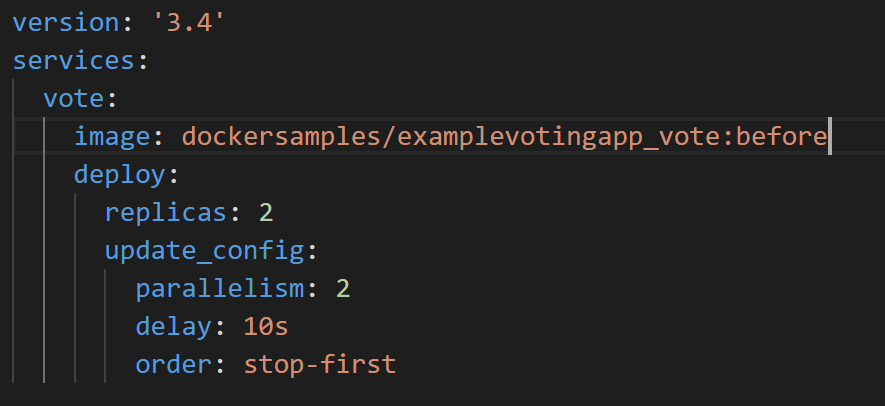 version: '3.4'
services:
  vote:
    image: dockersamples/examplevotingapp_vote:before
    deploy:
      replicas: 2
      update_config:
        parallelism: 2
        delay: 10s
        order: stop-first